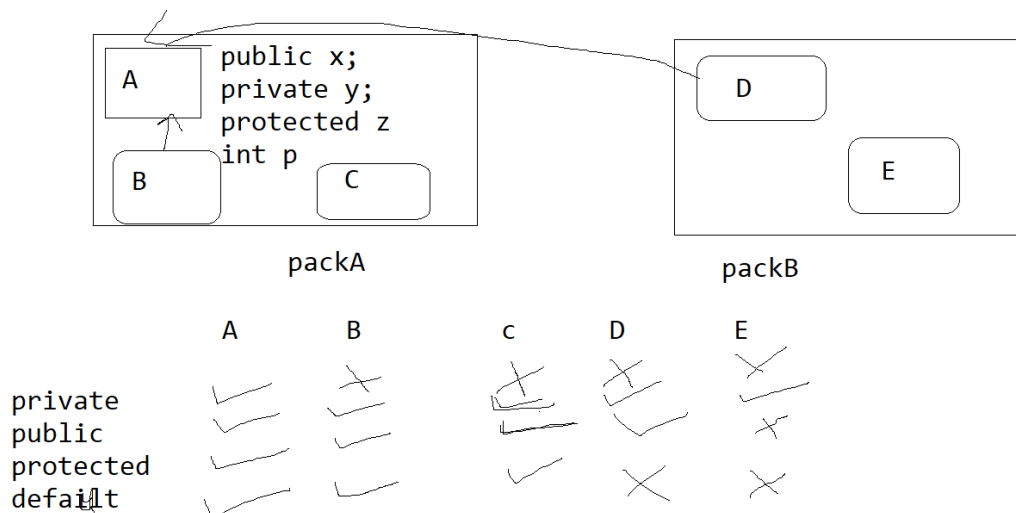 A
public x;
private y;
protected z
int p
B
C
D
E
packA
packB
A B c D E
private
public
protected
default